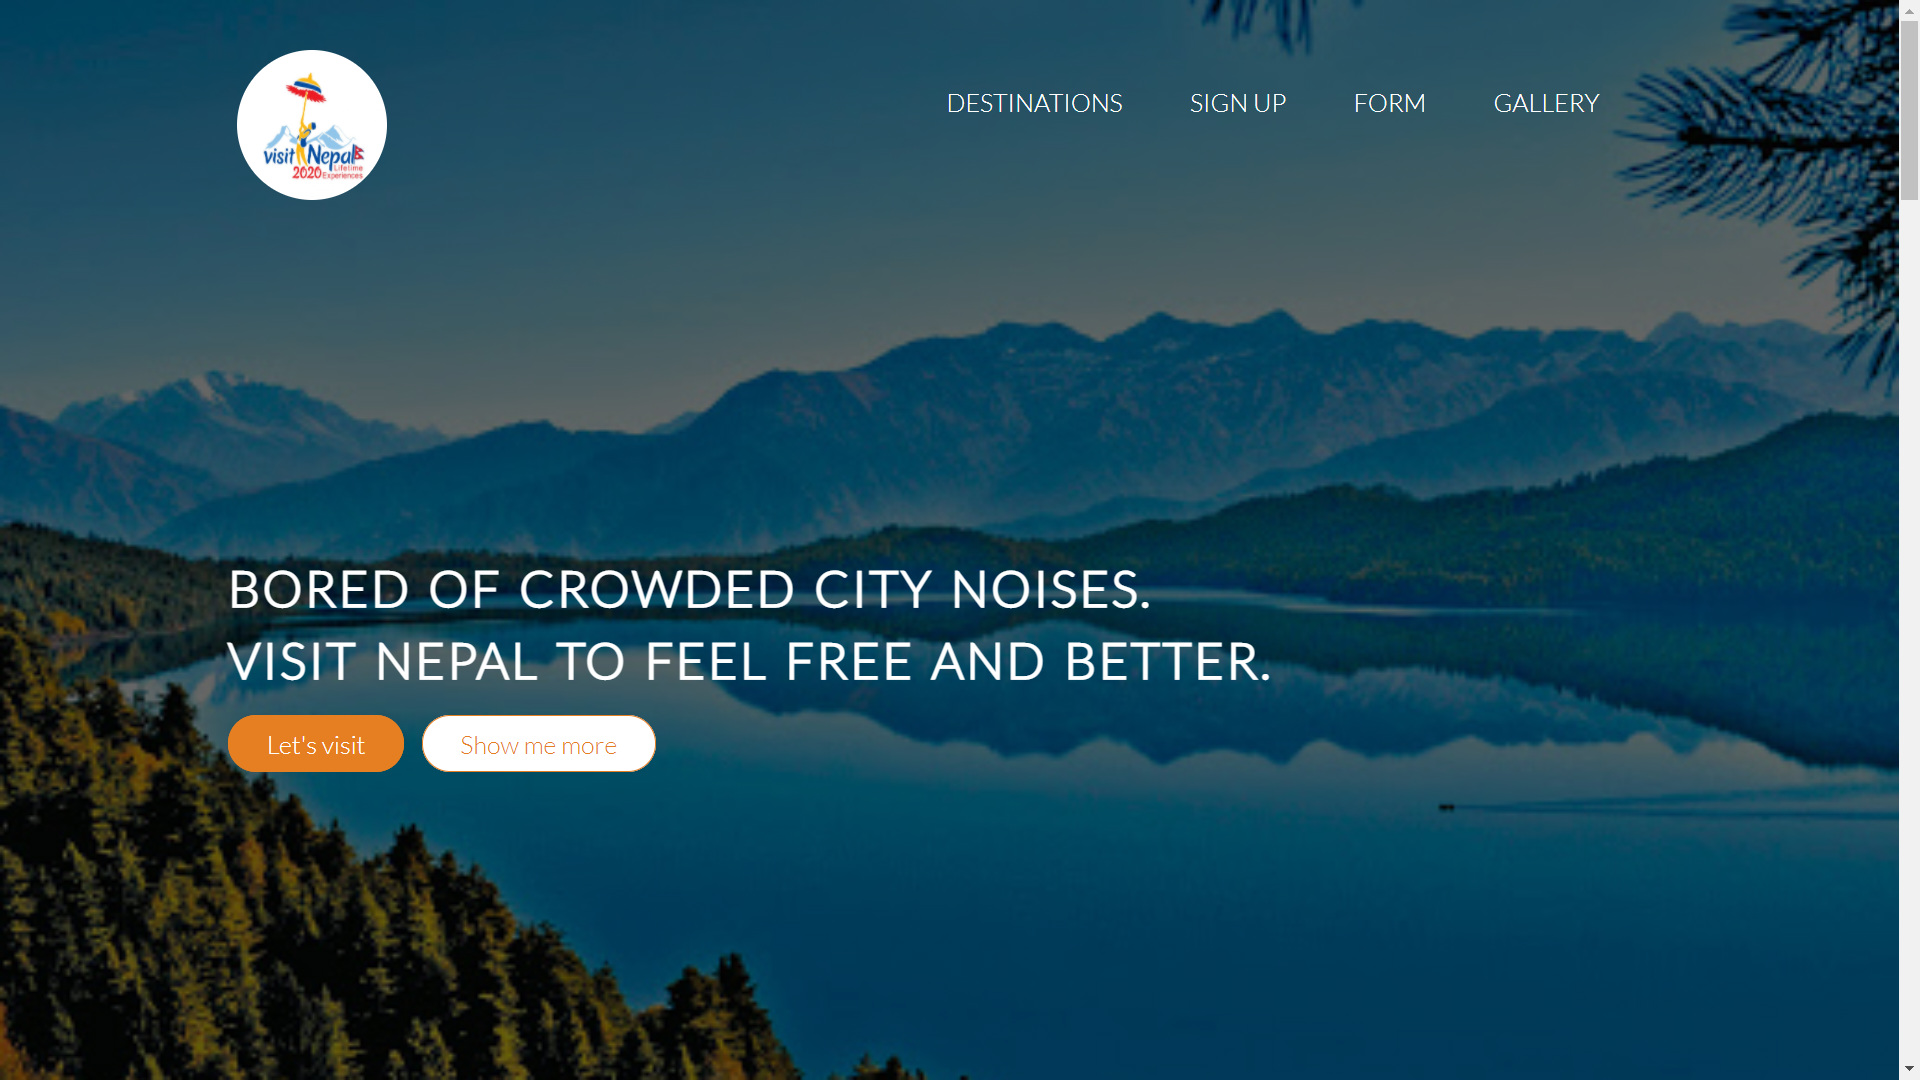 visit Nepal
2020 Lifetime Experiences
DESTINATIONS
SIGN UP
FORM
GALLERY
BORED OF CROWDED CITY NOISES.
VISIT NEPAL TO FEEL FREE AND BETTER.
Let's visit
Show me more